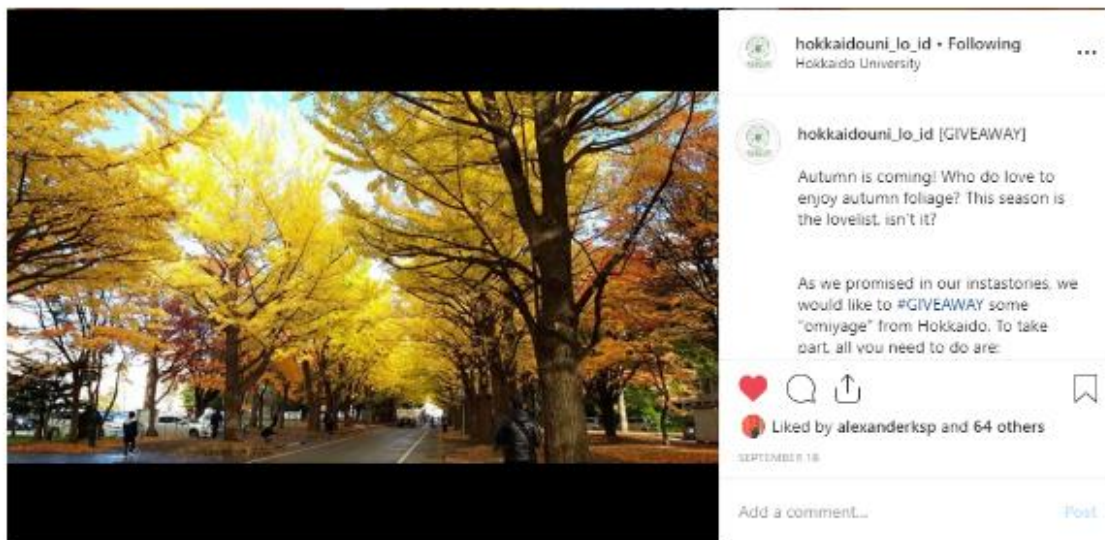 hokkaidouni_lo_id • Following
Hokkaido University
hokkaidouni_lo_id [GIVEAWAY]
Autumn is coming! Who do love to
enjoy autumn foliage? This season is
the lovelist, isn't it?
As we promised in our instastories, we
would like to #GIVEAWAY some
"omiyage" from Hokkaido. To take
part, all you need to do are:
Liked by alexanderksp and 64 others
SEPTEMBER 18
Add a comment...
Post